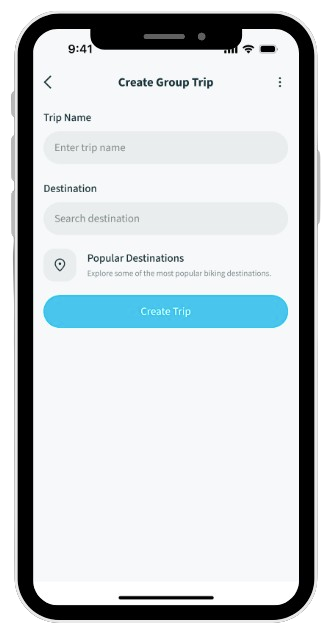 9:41
Create Group Trip
Trip Name
Enter trip name
Destination
Search destination
Popular Destinations
Explore some of the most popular biking destinations.
Create Trip